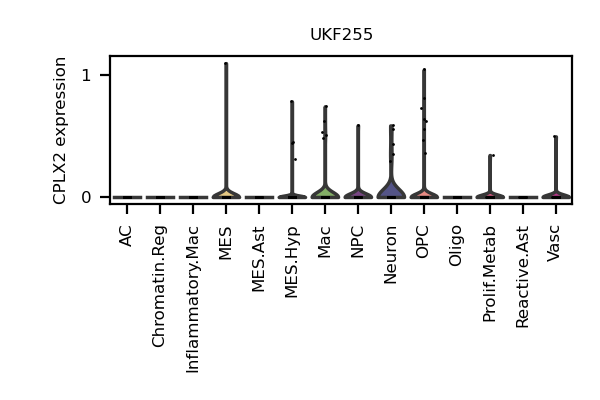 UKF255
CPLX2 expression
1
0
AC
Chromatin.Reg
Inflammatory.Mac
MES
MES.Ast
MES.Hyp
Mac
NPC
Neuron
OPC
Oligo
Prolif.Metab
Reactive.Ast
Vasc